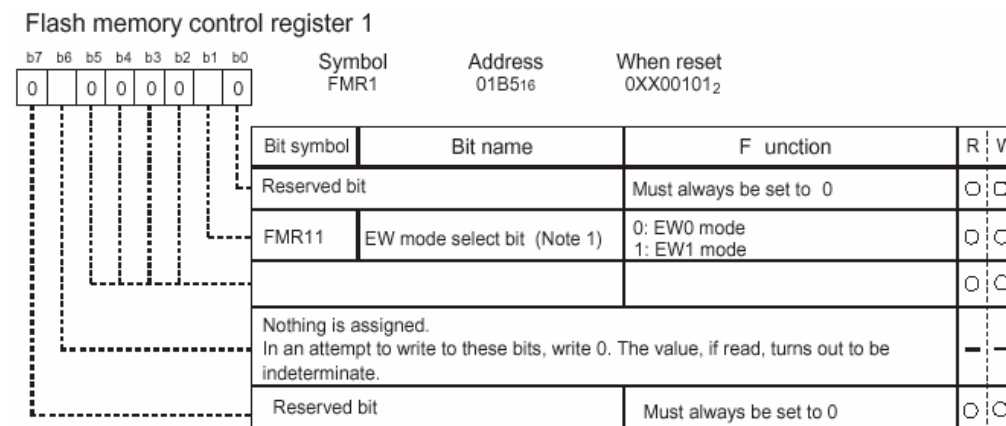 Flash memory control register 1
b7 b6 b5 b4 b3 b2 b1 b0
0 0 0 0 0 0
Symbol Address When reset
FMR1 01B516 0XX001012
Bit symbol Bit name F unction R W
Reserved bit Must always be set to 0
FMR11 EW mode select bit (Note 1) 0: EW0 mode
1: EW1 mode
Nothing is assigned.
In an attempt to write to these bits, write 0. The value, if read, turns out to be
indeterminate.
Reserved bit Must always be set to 0